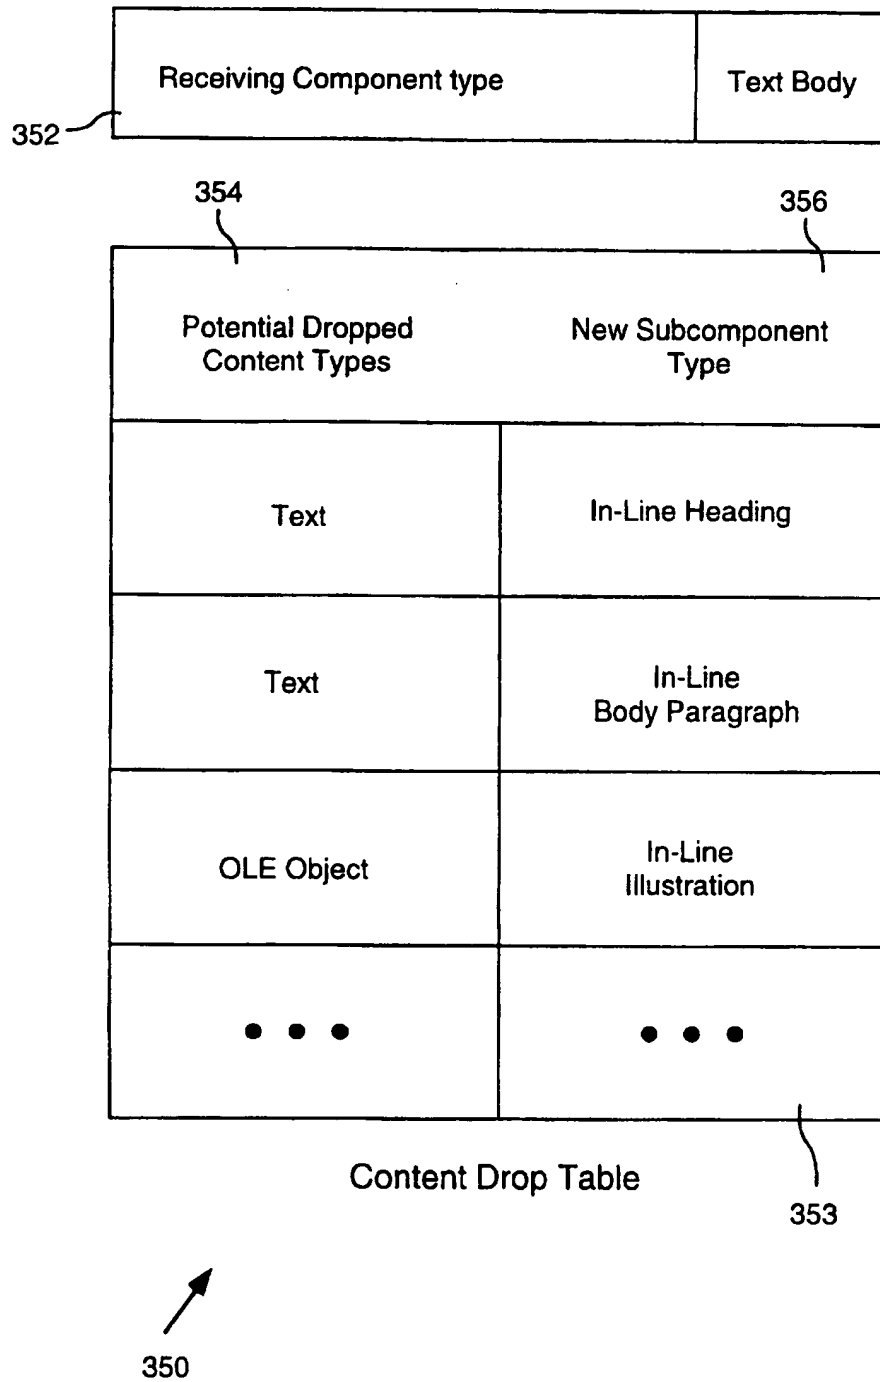 Receiving Component type
Text Body
352
354
356
Potential Dropped
Content Types
New Subcomponent
Type
Text
In-Line Heading
Text
In-Line
Body Paragraph
OLE Object
In-Line
Illustration
• • •
• • •
Content Drop Table
353
350